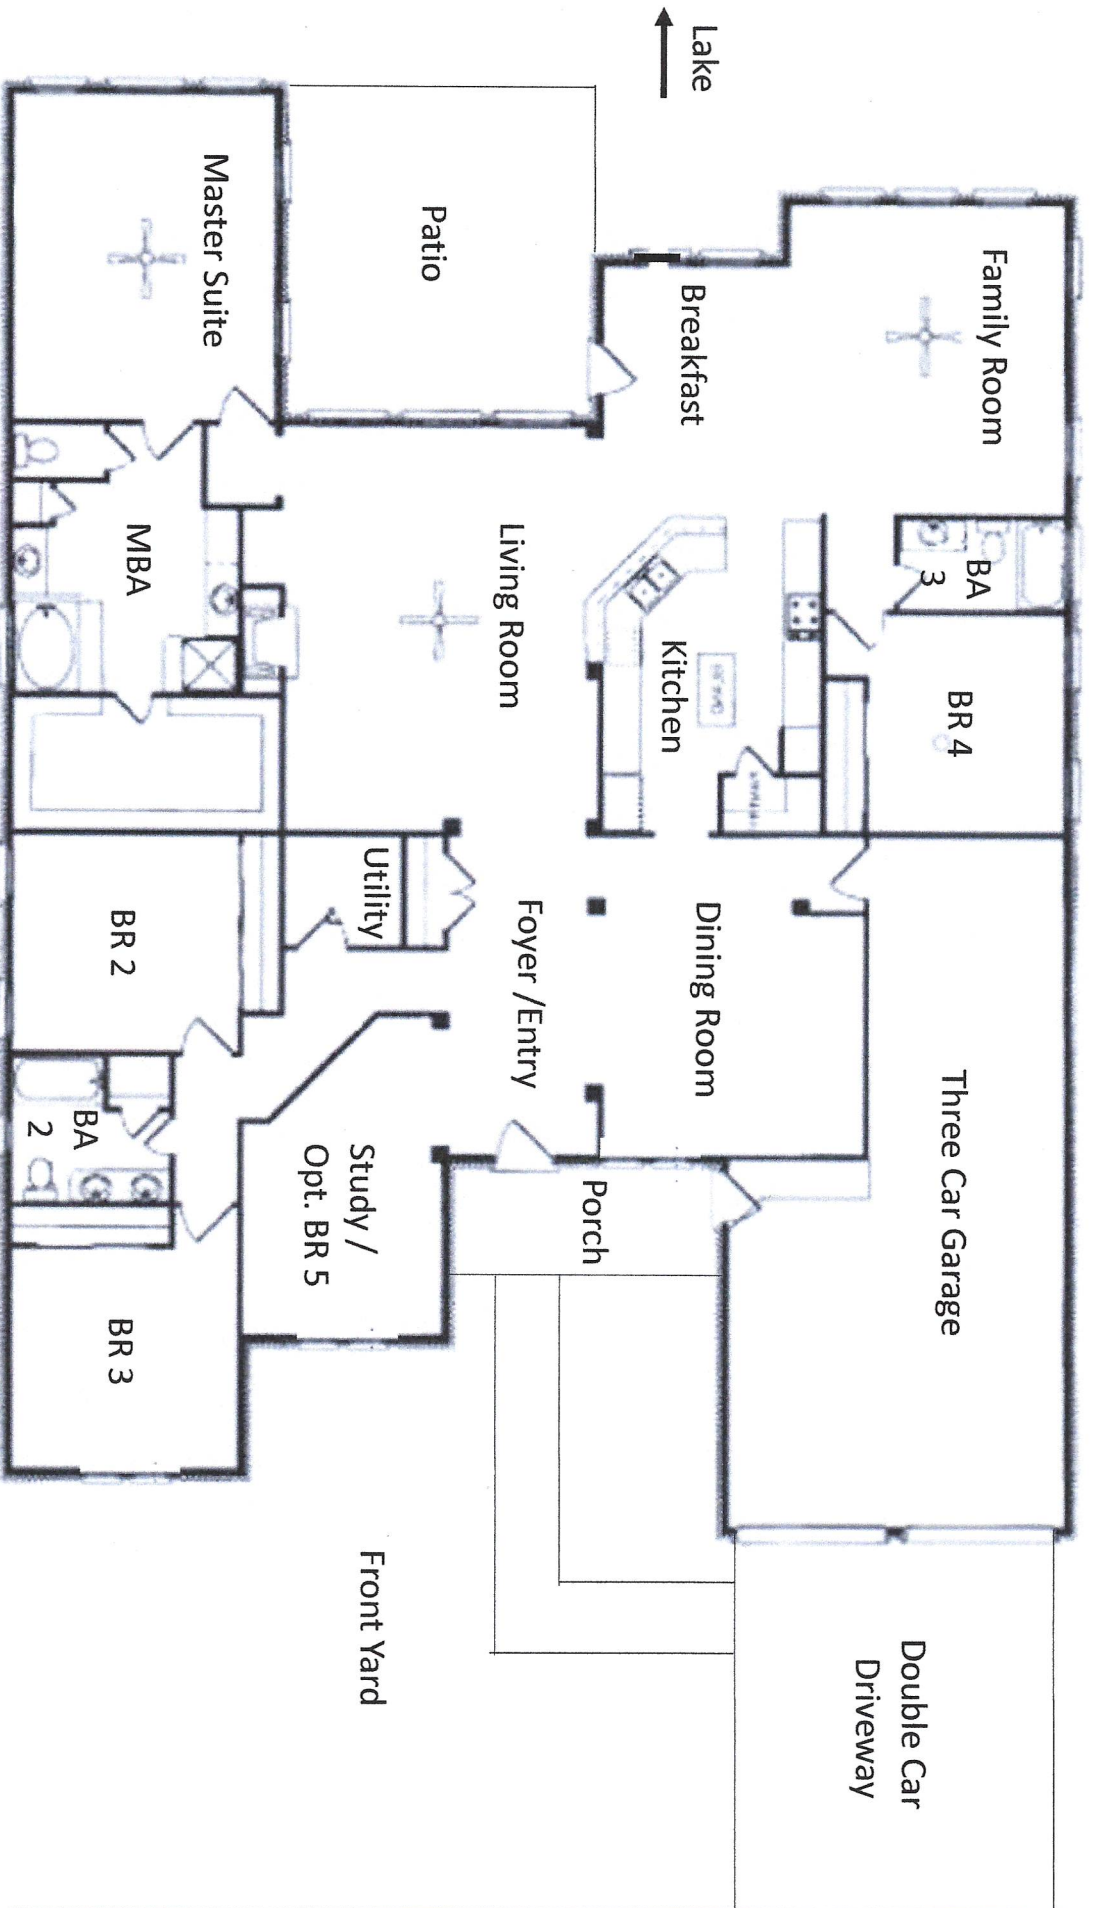 Lake
Family Room
Breakfast
Patio
Master Suite
BA
3
BR 4
Kitchen
Living Room
MBA
Three Car Garage
Dining Room
Foyer /Entry
Utility
BR 2
BA
2
Porch
Study /
Opt. BR 5
BR 3
Double Car
Driveway
Front Yard